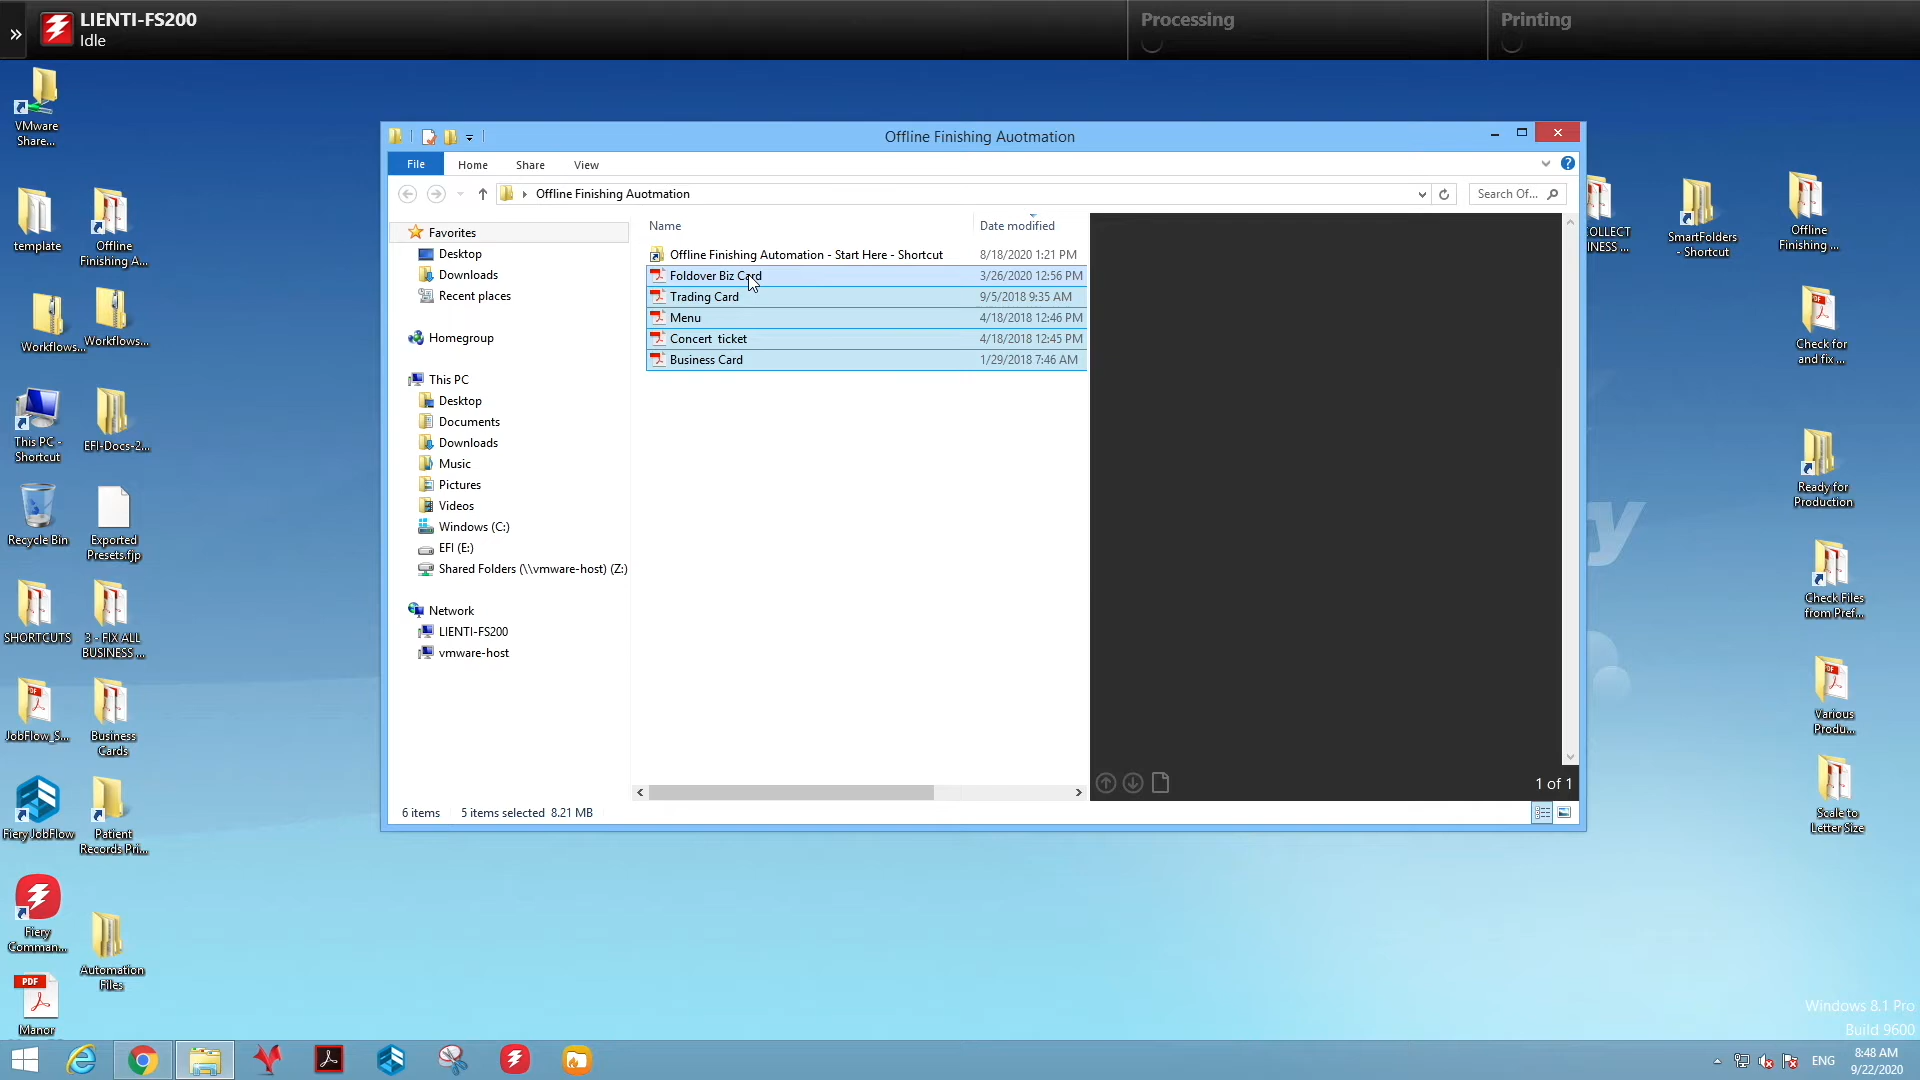 LIENTI-FS200
Idle
Processing
Printing
VMware
Share...
template
Offline
Finishing A...
Workflows...
Workflows...
This PC -
Shortcut
EFI-Docs-2...
Recycle Bin
Exported
Presets.fjp
SHORTCUTS
3 - FIX ALL
BUSINESS ...
JobFlow_S...
Business
Cards
Fiery JobFlow
Patient
Records Pri...
Fiery
Comman...
Automation
Files
PDF
Manor
Offline Finishing Auotmation
File
Home
Share
View
Offline Finishing Auotmation
Search Of...
Favorites
Desktop
Downloads
Recent places
Homegroup
This PC
Desktop
Documents
Downloads
Music
Pictures
Videos
Windows (C:)
EFI (E:)
Shared Folders (\\vmware-host) (Z:)
Network
LIENTI-FS200
vmware-host
Name
Date modified
Offline Finishing Automation - Start Here - Shortcut 8/18/2020 1:21 PM
Foldover Biz Card 3/26/2020 12:56 PM
Trading Card 9/5/2018 9:35 AM
Menu 4/18/2018 12:46 PM
Concert ticket 4/18/2018 12:45 PM
Business Card 1/29/2018 7:46 AM
1 of 1
6 items
5 items selected 8.21 MB
OLLECT
NESS ...
SmartFolders
- Shortcut
Offline
Finishing ...
Check for
and fix ...
Ready for
Production
Check Files
from Pref...
Various
Produ...
Scale to
Letter Size
y
Windows 8.1 Pro
Build 9600
ENG
8:48 AM
9/22/2020